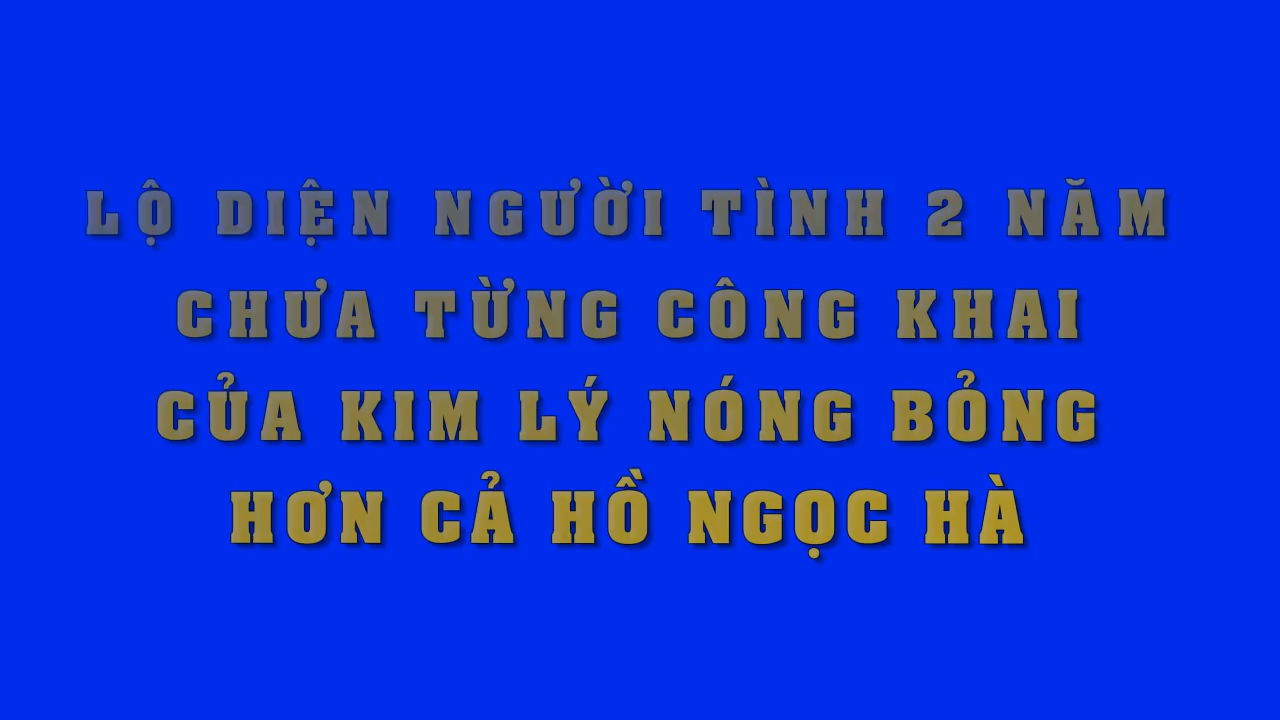 LỘ DIỆN NGƯỜI TÌNH 2 NĂM
CHƯA TỪNG CÔNG KHAI
CỦA KIM LÝ NÓNG BỎNG
HƠN CẢ HỒ NGỌC HÀ